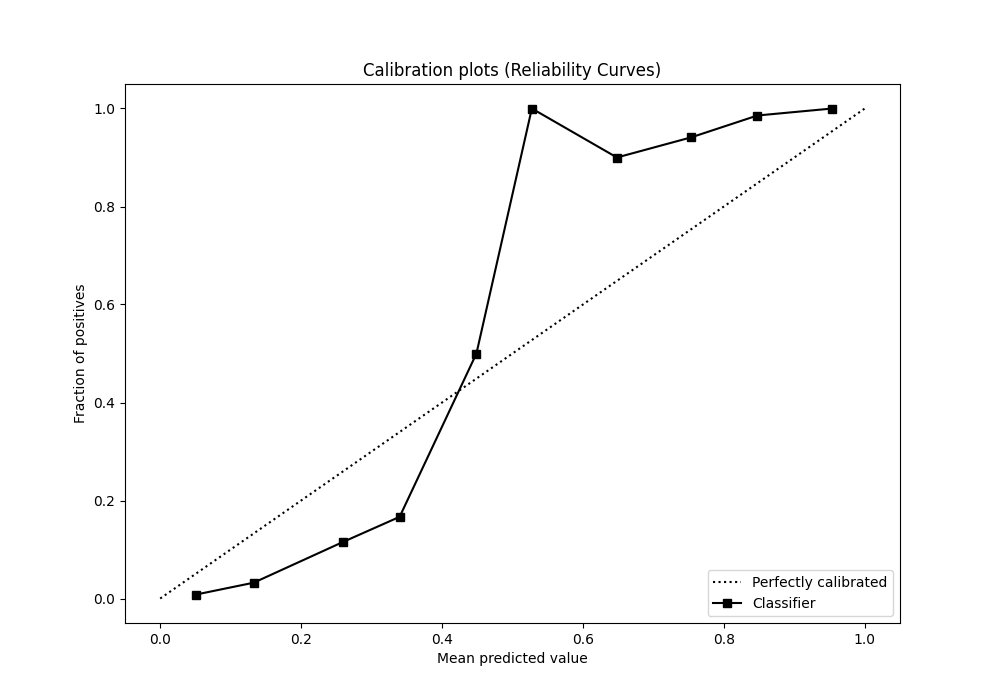 Calibration plots (Reliability Curves)
1.0
0.8
0.6
0.4
0.2
0.0
Fraction of positives
0.0 0.2 0.4 0.6 0.8 1.0
Mean predicted value
Perfectly calibrated
Classifier